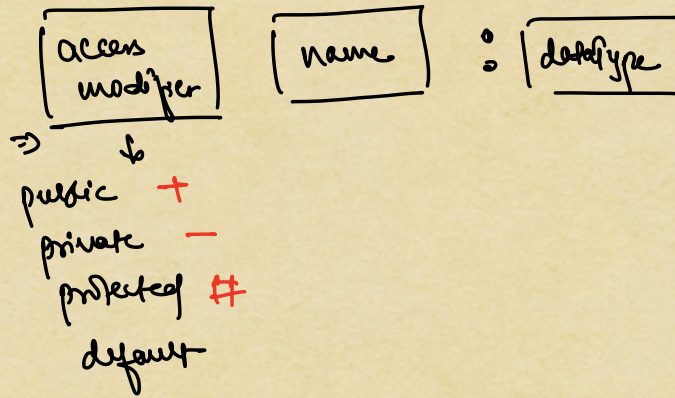 access modifier name : dataType
⇒ ↓
public +
private -
protected #
default